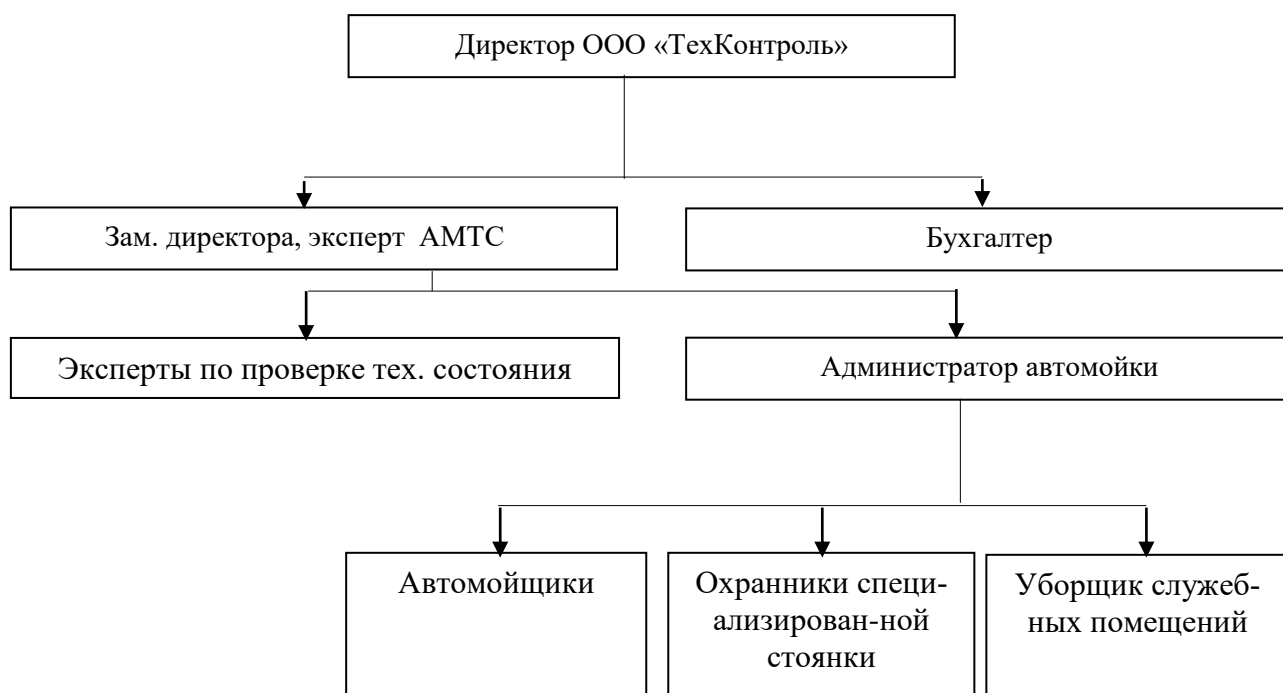 Директор ООО «ТехКонтроль»
Зам. директора, эксперт АМТС
Бухгалтер
Эксперты по проверке тех. состояния
Администратор автомойки
Автомойщики
Охранники специ-
ализирован-ной
стоянки
Уборщик служеб-
ных помещений